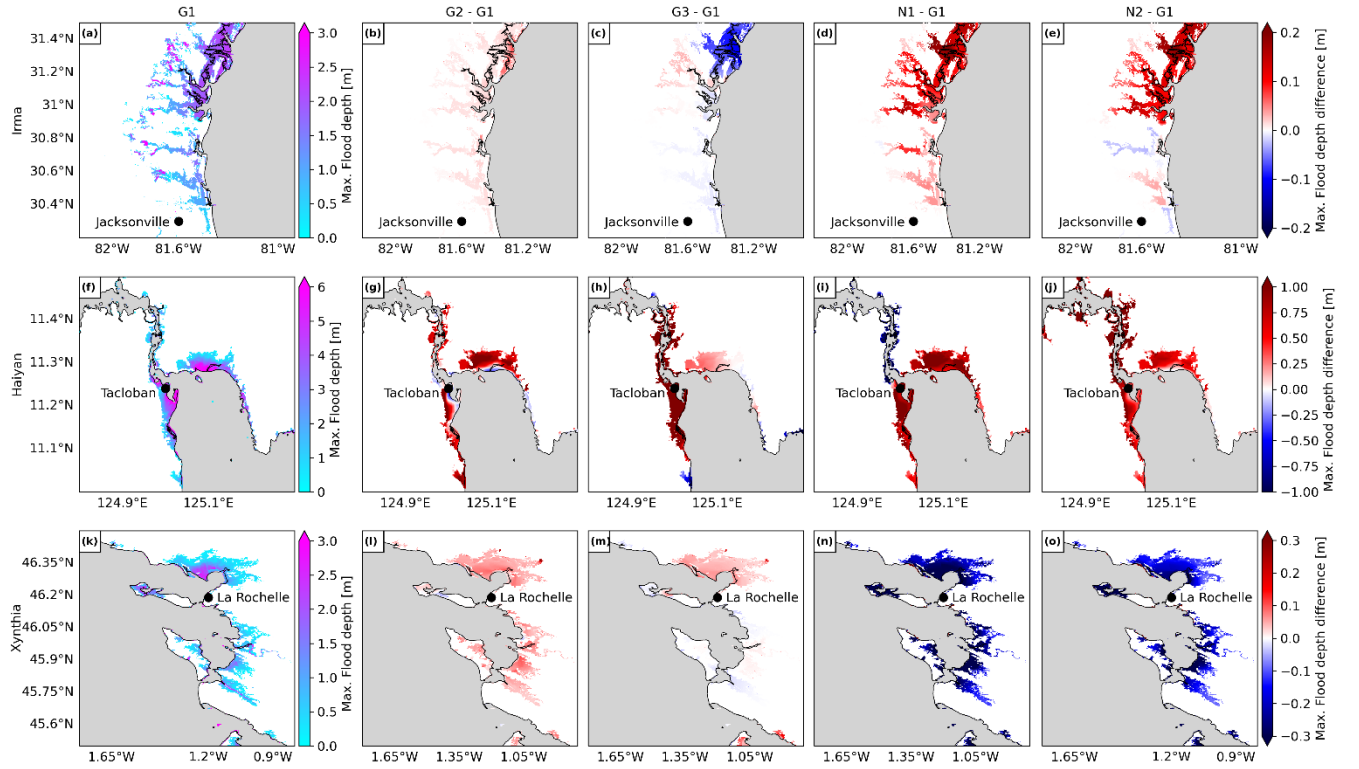 G1
G2 - G1
G3 - G1
N1 - G1
N2 - G1
Irma
31.5°N
31.2°N
31°N
30.8°N
30.6°N
30.4°N
(a)
Jacksonville
82°W
81.6°W
81°W
3.0
2.5
2.0
1.5
1.0
0.5
0.0
Max. Flood depth [m]
(b)
Jacksonville
82°W
81.6°W
81.2°W
(c)
Jacksonville
82°W
81.6°W
81.2°W
(d)
Jacksonville
82°W
81.6°W
81.2°W
(e)
Jacksonville
82°W
81.6°W
81°W
0.2
0.1
0.0
−0.1
−0.2
Max. Flood depth difference [m]
Haiyan
11.4°N
11.3°N
11.2°N
11.1°N
(f)
Tacloban
124.9°E
125.1°E
6
5
4
3
2
1
0
Max. Flood depth [m]
(g)
Tacloban
124.9°E
125.1°E
(h)
Tacloban
124.9°E
125.1°E
(i)
Tacloban
124.9°E
125.1°E
(j)
Tacloban
124.9°E
125.1°E
1.00
0.75
0.50
0.25
0.00
−0.25
−0.50
−0.75
−1.00
Max. Flood depth difference [m]
Xynthia
46.35°N
46.2°N
46.05°N
45.9°N
45.75°N
45.6°N
(k)
La Rochelle
1.65°W
1.2°W
0.9°W
3.0
2.5
2.0
1.5
1.0
0.5
0.0
Max. Flood depth [m]
(l)
La Rochelle
1.65°W
1.35°W
1.05°W
(m)
La Rochelle
1.65°W
1.35°W
1.05°W
(n)
La Rochelle
1.65°W
1.35°W
1.05°W
(o)
La Rochelle
1.65°W
1.2°W
0.9°W
0.3
0.2
0.1
0.0
−0.1
−0.2
−0.3
Max. Flood depth difference [m]